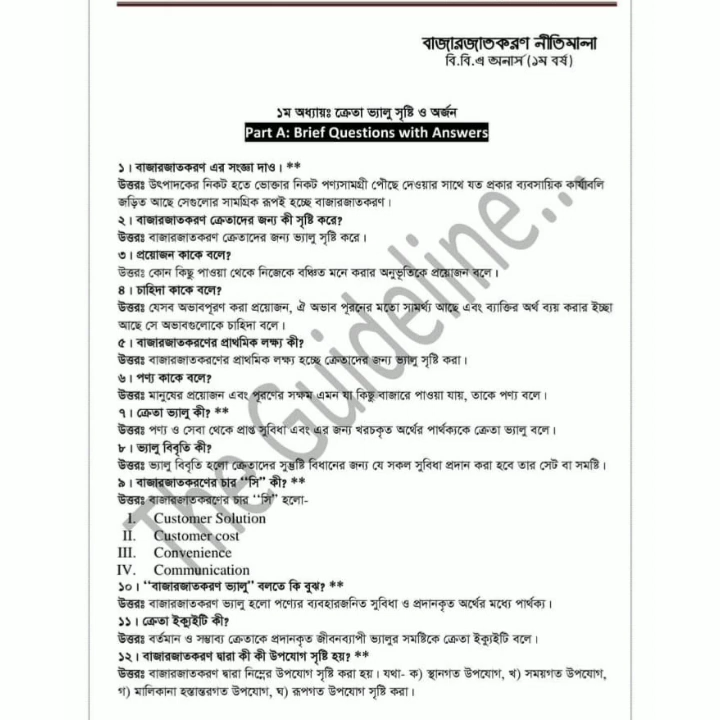 বাজারজাতকরণ নীতিমালা
বি.বি.এ অনার্স (১ম বর্ষ)
১ম অধ্যায়ঃ ক্রেতা ভ্যালু সৃষ্টি ও অর্জন
Part A: Brief Questions with Answers
১। বাজারজাতকরণ এর সংজ্ঞা দাও। **
উত্তরঃ উৎপাদকের নিকট হতে ভোক্তার নিকট পণ্যসামগ্রী পৌছে দেওয়ার সাথে যত প্রকার ব্যবসায়িক কার্যাবলি
জড়িত আছে সেগুলোর সামগ্রিক রূপই হচ্ছে বাজারজাতকরণ।
২। বাজারজাতকরণ ক্রেতাদের জন্য কী সৃষ্টি করে?
উত্তরঃ বাজারজাতকরণ ক্রেতাদের জন্য ভ্যালু সৃষ্টি করে।
৩। প্রয়োজন কাকে বলে?
উত্তরঃ কোন কিছু পাওয়া থেকে নিজেকে বঞ্চিত মনে করার অনুভূতিকে প্রয়োজন বলে।
৪। চাহিদা কাকে বলে?
উত্তরঃ যেসব অভাবপূরণ করা প্রয়োজন, ঐ অভাব পূরনের মতো সামর্থ্য আছে এবং ব্যাক্তির অর্থ ব্যয় করার ইচ্ছা
আছে সে অভাবগুলোকে চাহিদা বলে।
৫। বাজারজাতকরণের প্রাথমিক লক্ষ্য কী?
উত্তরঃ বাজারজাতকরণের প্রাথমিক লক্ষ্য হচ্ছে ক্রেতাদের জন্য ভ্যালু সৃষ্টি করা।
৬। পণ্য কাকে বলে?
উত্তরঃ মানুষের প্রয়োজন এবং পূরণের সক্ষম এমন যা কিছু বাজারে পাওয়া যায়, তাকে পণ্য বলে।
৭। ক্রেতা ভ্যালু কী? **
উত্তরঃ পণ্য ও সেবা থেকে প্রাপ্ত সুবিধা এবং এর জন্য খরচকৃত অর্থের পার্থক্যকে ক্রেতা ভ্যালু বলে।
৮। ভ্যালু বিবৃতি কী?
উত্তরঃ ভ্যালু বিবৃতি হলো ক্রেতাদের সন্তুষ্টি বিধানের জন্য যে সকল সুবিধা প্রদান করা হবে তার সেট বা সমষ্টি।
৯। বাজারজাতকরণের চার “সি” কী? **
উত্তরঃ বাজারজাতকরণের চার “সি” হলো-
I. Customer Solution
II. Customer cost
III. Convenience
IV. Communication
১০। “বাজারজাতকরণ ভ্যালু” বলতে কি বুঝ? **
উত্তরঃ বাজারজাতকরণ ভ্যালু হলো পণ্যের ব্যবহারজনিত সুবিধা ও প্রদানকৃত অর্থের মধ্যে পার্থক্য।
১১। ক্রেতা ইক্যুইটি কী?
উত্তরঃ বর্তমান ও সম্ভাব্য ক্রেতাকে প্রদানকৃত জীবনব্যাপী ভ্যালুর সমষ্টিকে ক্রেতা ইক্যুইটি বলে।
১২। বাজারজাতকরণ দ্বারা কী কী উপযোগ সৃষ্টি হয়? **
উত্তরঃ বাজারজাতকরণ দ্বারা নিম্নের উপযোগ সৃষ্টি করা হয়। যথা- ক) স্থানগত উপযোগ, খ) সময়গত উপযোগ,
গ) মালিকানা হস্তান্তরগত উপযোগ, ঘ) রূপগত উপযোগ সৃষ্টি করা।
The Guideline...